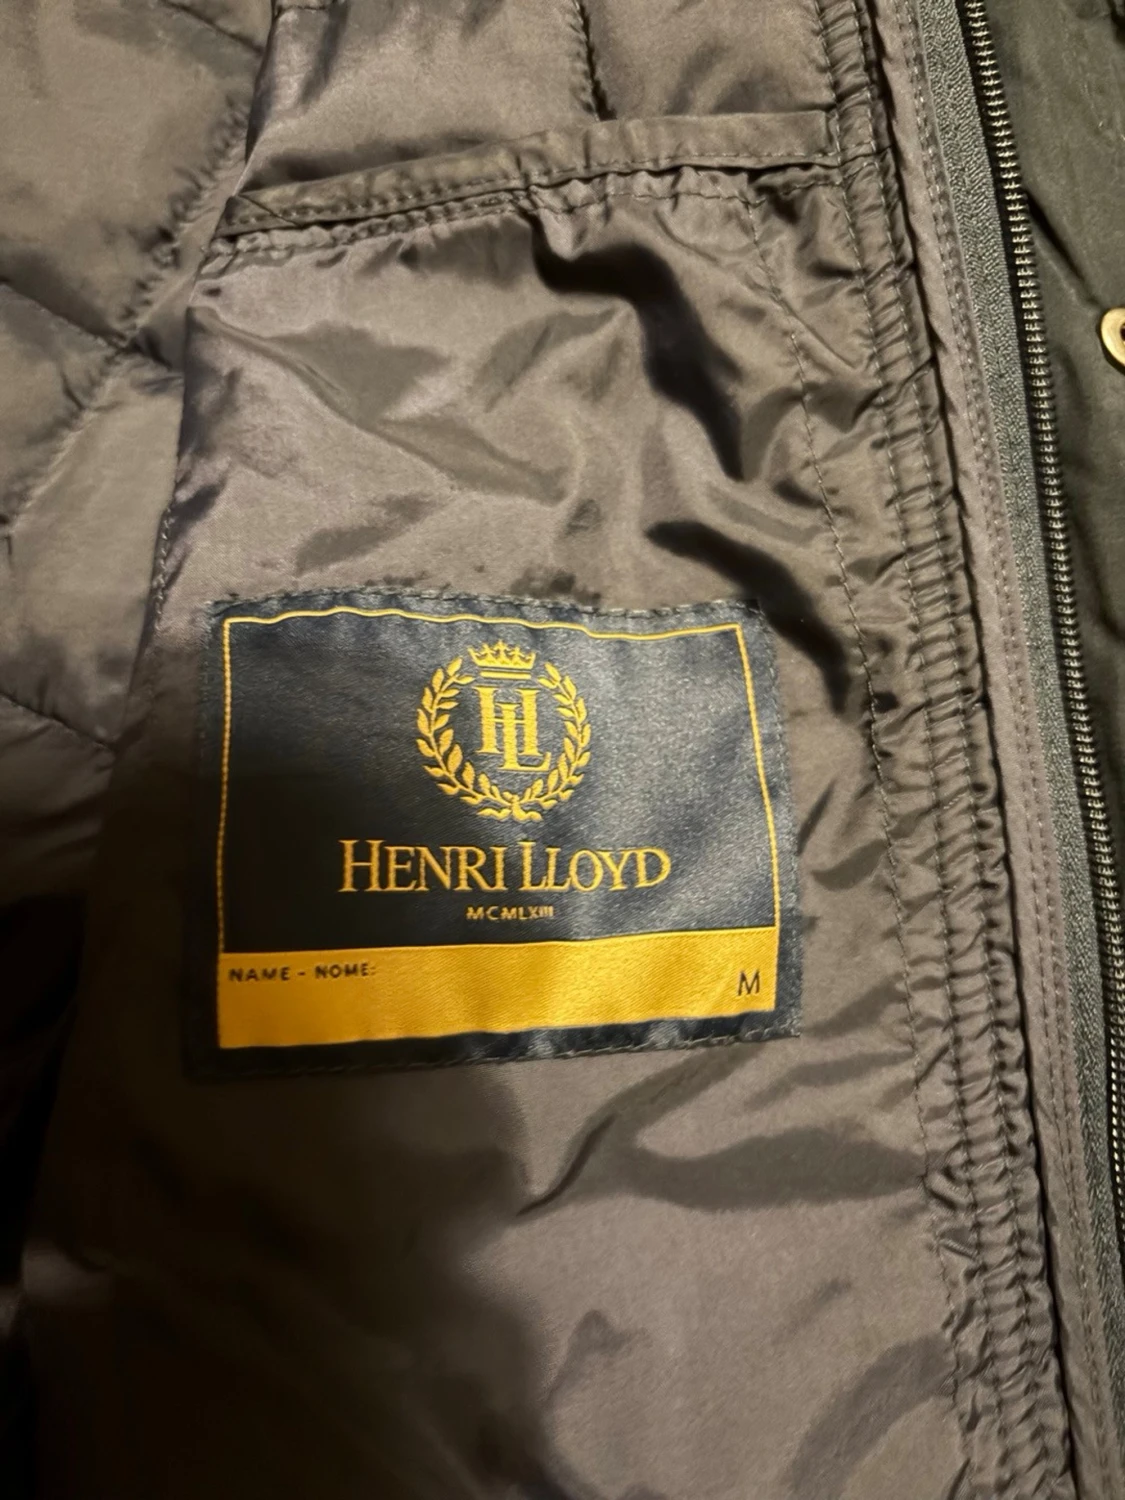 HL
HENRI LLOYD
MCMLXIII
NAME - NOME:
M